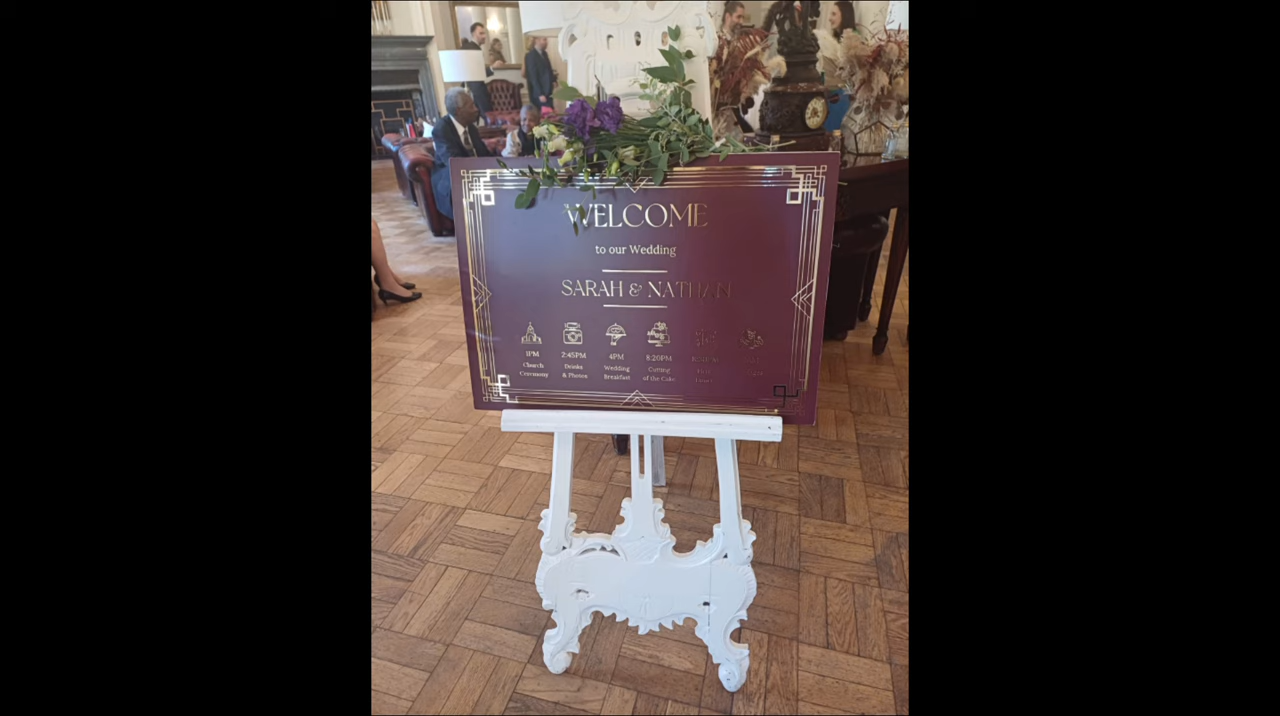 WELCOME
to our Wedding
SARAH & NATHAN
1PM
Church
Ceremony
2:45PM
Drinks
& Photos
4PM
Wedding
Breakfast
8:20PM
Cutting
of the Cake